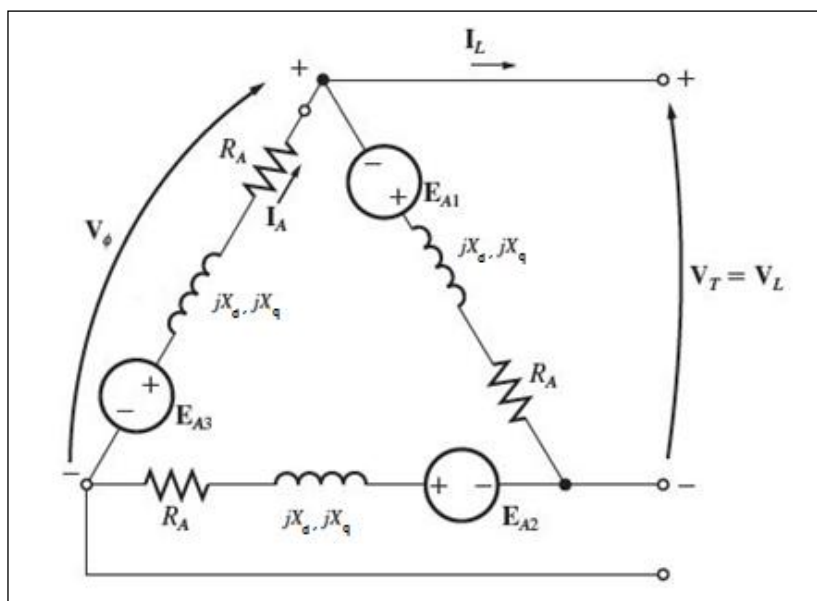 I_L
+
+
R_A
−
+
E_A1
I_A
V_ϕ
jX_d, jX_q
V_T = V_L
jX_d, jX_q
+
−
E_A3
R_A
−
+
−
−
R_A
jX_d, jX_q
E_A2